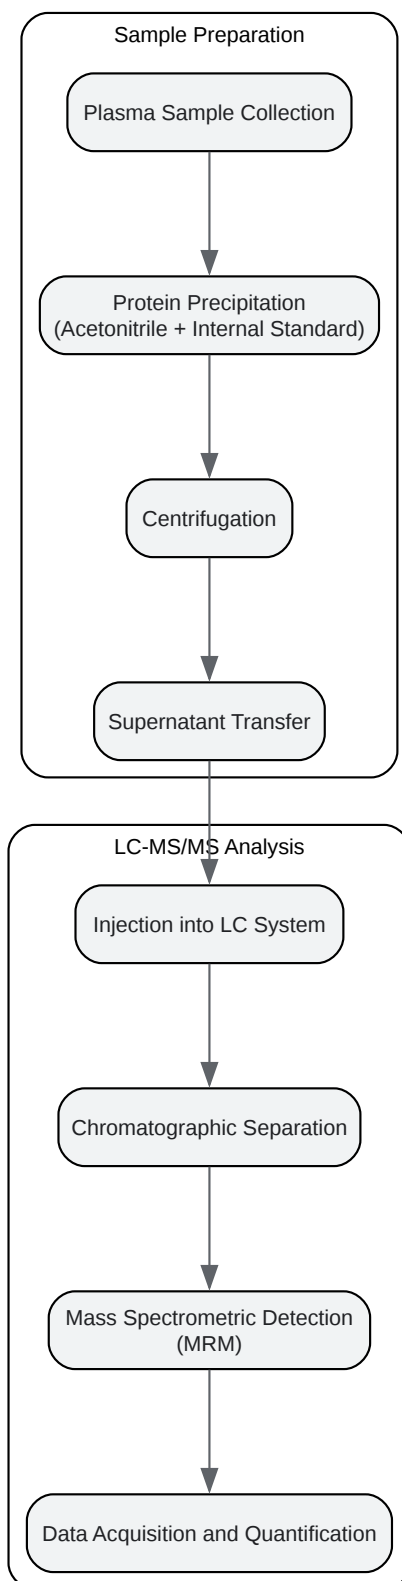 Sample Preparation
Plasma Sample Collection
Protein Precipitation
(Acetonitrile + Internal Standard)
Centrifugation
Supernatant Transfer
LC-MS/MS Analysis
Injection into LC System
Chromatographic Separation
Mass Spectrometric Detection
(MRM)
Data Acquisition and Quantification